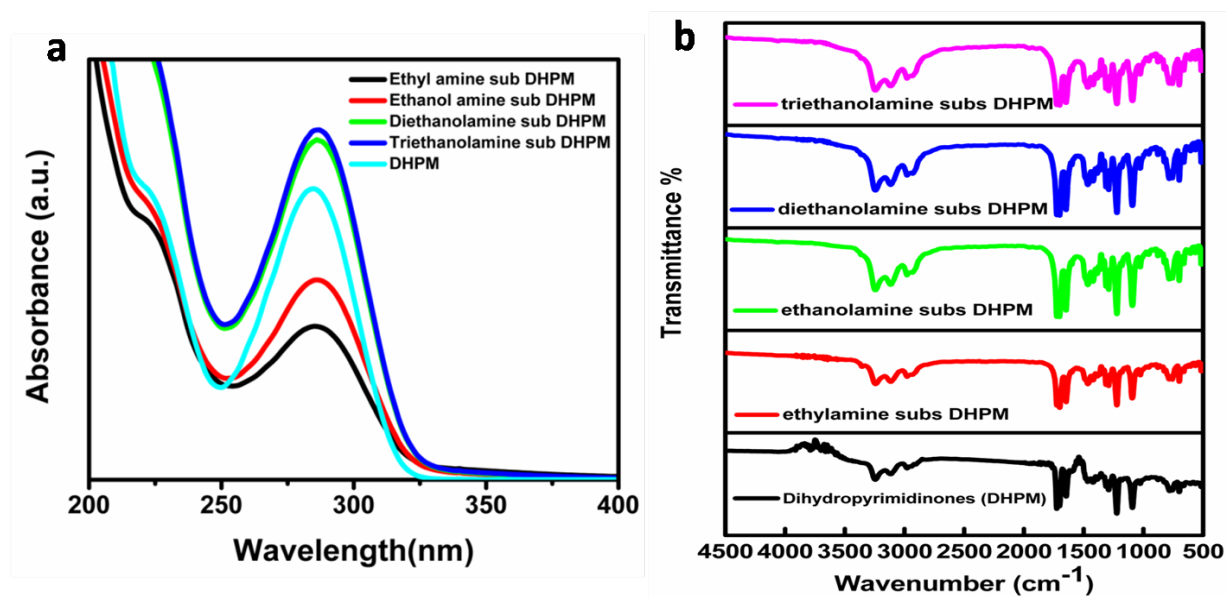 a
Absorbance (a.u.)
Ethyl amine sub DHPM
Ethanol amine sub DHPM
Diethanolamine sub DHPM
Triethanolamine sub DHPM
DHPM
200 250 300 350 400
Wavelength(nm)
b
Transmittance %
triethanolamine subs DHPM
diethanolamine subs DHPM
ethanolamine subs DHPM
ethylamine subs DHPM
Dihydropyrimidinones (DHPM)
4500 4000 3500 3000 2500 2000 1500 1000 500
Wavenumber (cm⁻¹)